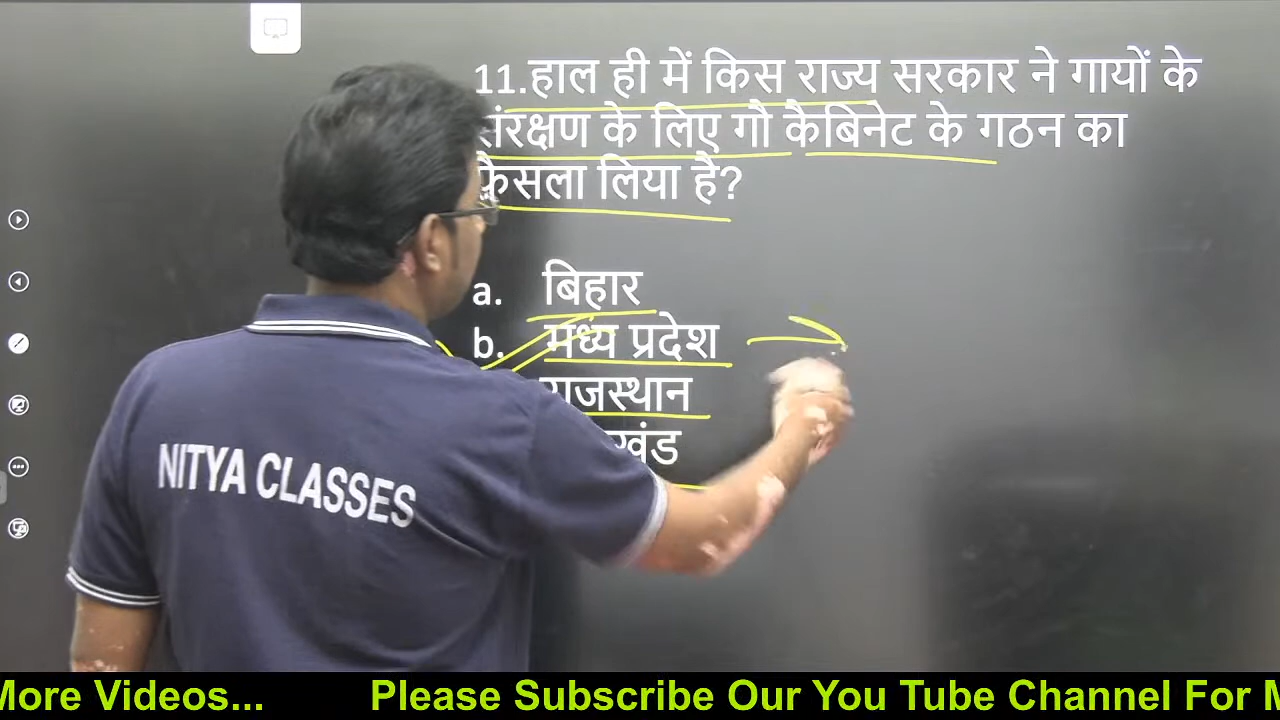 11.हाल ही में किस राज्य सरकार ने गायों के
संरक्षण के लिए गौ कैबिनेट के गठन का
फ़ैसला लिया है?
a. बिहार
b. मध्य प्रदेश
राजस्थान
खंड
NITYA CLASSES
More Videos... Please Subscribe Our You Tube Channel For M